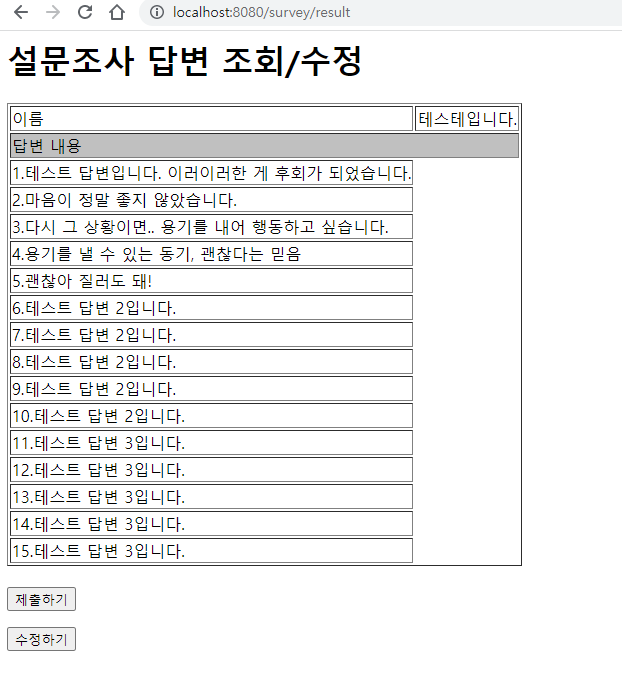 localhost:8080/survey/result
설문조사 답변 조회/수정
이름 테스테입니다.
답변 내용
1.테스트 답변입니다. 이러이러한 게 후회가 되었습니다.
2.마음이 정말 좋지 않았습니다.
3.다시 그 상황이면.. 용기를 내어 행동하고 싶습니다.
4.용기를 낼 수 있는 동기, 괜찮다는 믿음
5.괜찮아 질러도 돼!
6.테스트 답변 2입니다.
7.테스트 답변 2입니다.
8.테스트 답변 2입니다.
9.테스트 답변 2입니다.
10.테스트 답변 2입니다.
11.테스트 답변 3입니다.
12.테스트 답변 3입니다.
13.테스트 답변 3입니다.
14.테스트 답변 3입니다.
15.테스트 답변 3입니다.
제출하기
수정하기